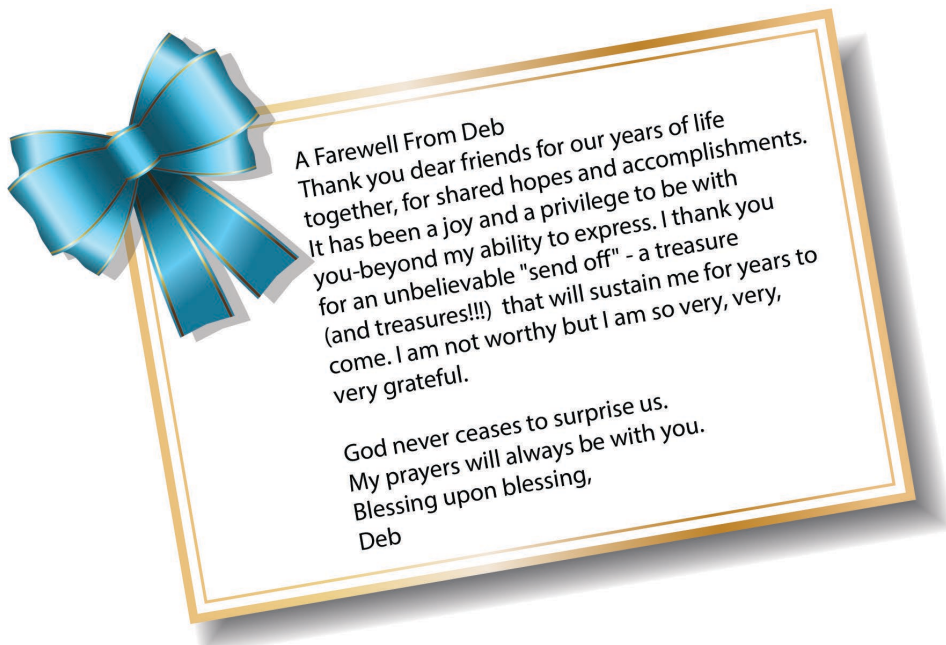 A Farewell From Deb
Thank you dear friends for our years of life
together, for shared hopes and accomplishments.
It has been a joy and a privilege to be with
you-beyond my ability to express. I thank you
for an unbelievable "send off" - a treasure
(and treasures!!!)  that will sustain me for years to
come. I am not worthy but I am so very, very,
very grateful.

God never ceases to surprise us.
My prayers will always be with you.
Blessing upon blessing,
Deb